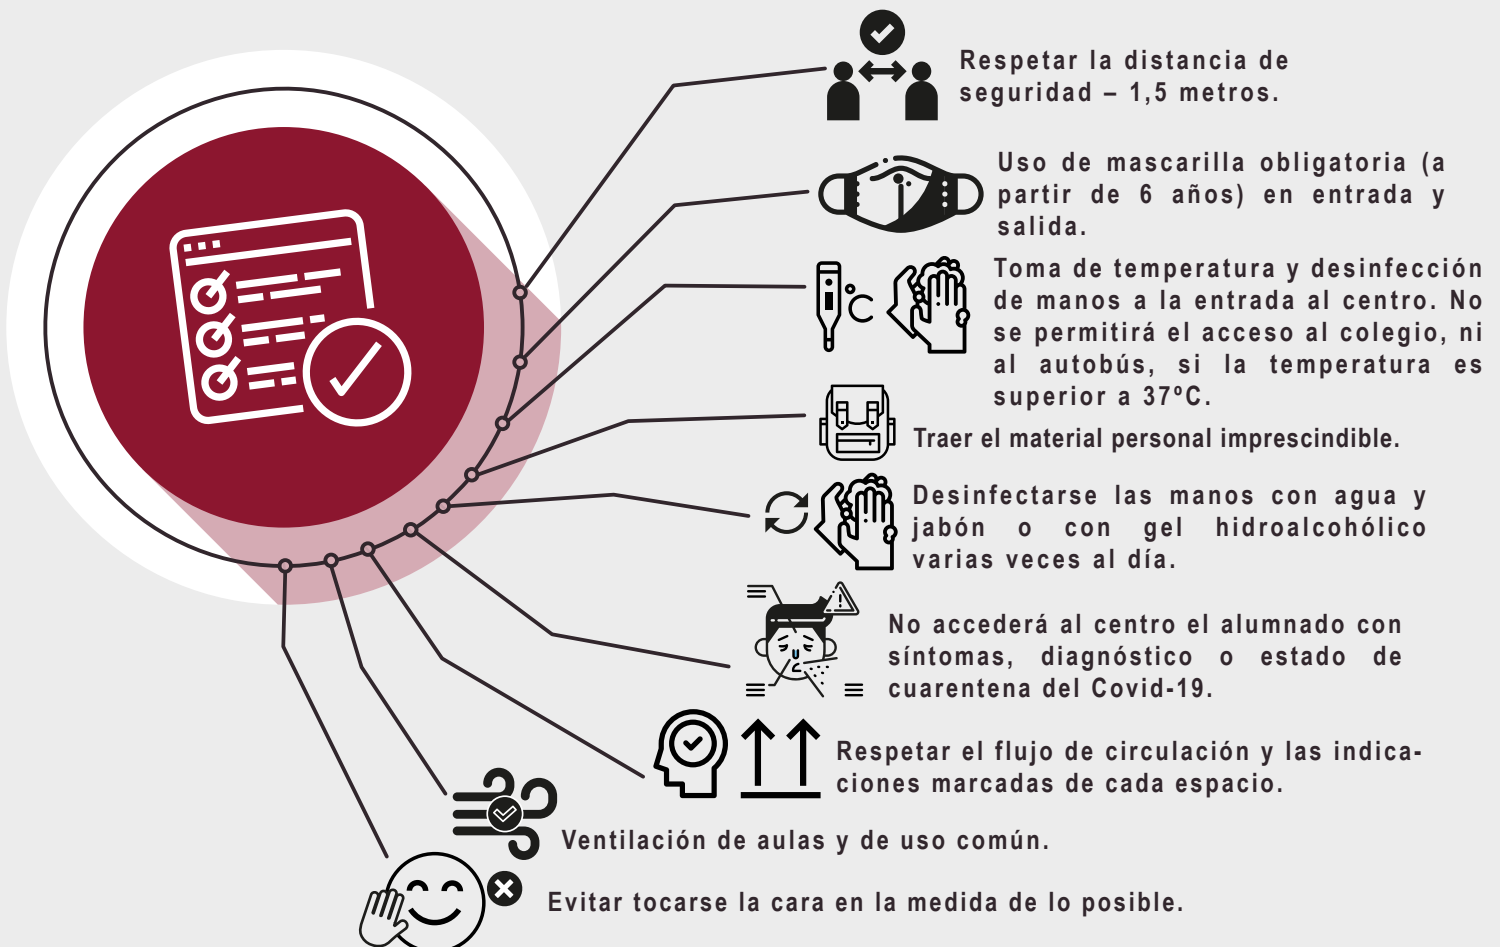 Respetar la distancia de
seguridad – 1,5 metros.
Uso de mascarilla obligatoria (a
partir de 6 años) en entrada y
salida.
Toma de temperatura y desinfección
de manos a la entrada al centro. No
se permitirá el acceso al colegio, ni
al autobús, si la temperatura es
superior a 37ºC.
°C
Traer el material personal imprescindible.
Desinfectarse las manos con agua y
jabón o con gel hidroalcohólico
varias veces al día.
No accederá al centro el alumnado con
síntomas, diagnóstico o estado de
cuarentena del Covid-19.
Respetar el flujo de circulación y las indica-
ciones marcadas de cada espacio.
Ventilación de aulas y de uso común.
Evitar tocarse la cara en la medida de lo posible.